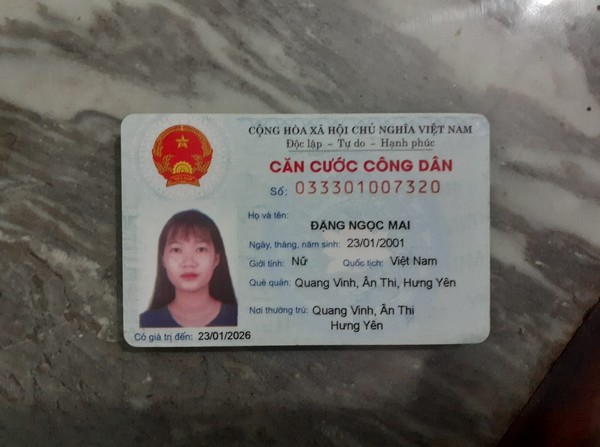 CỘNG HÒA XÃ HỘI CHỦ NGHĨA VIỆT NAM
Độc lập – Tự do – Hạnh phúc
CĂN CƯỚC CÔNG DÂN
Số: 033301007320
Họ và tên:
ĐẶNG NGỌC MAI
Ngày, tháng, năm sinh: 23/01/2001
Giới tính: Nữ Quốc tịch: Việt Nam
Quê quán: Quang Vinh, Ân Thi, Hưng Yên
Nơi thường trú: Quang Vinh, Ân Thi
Hưng Yên
Có giá trị đến: 23/01/2026